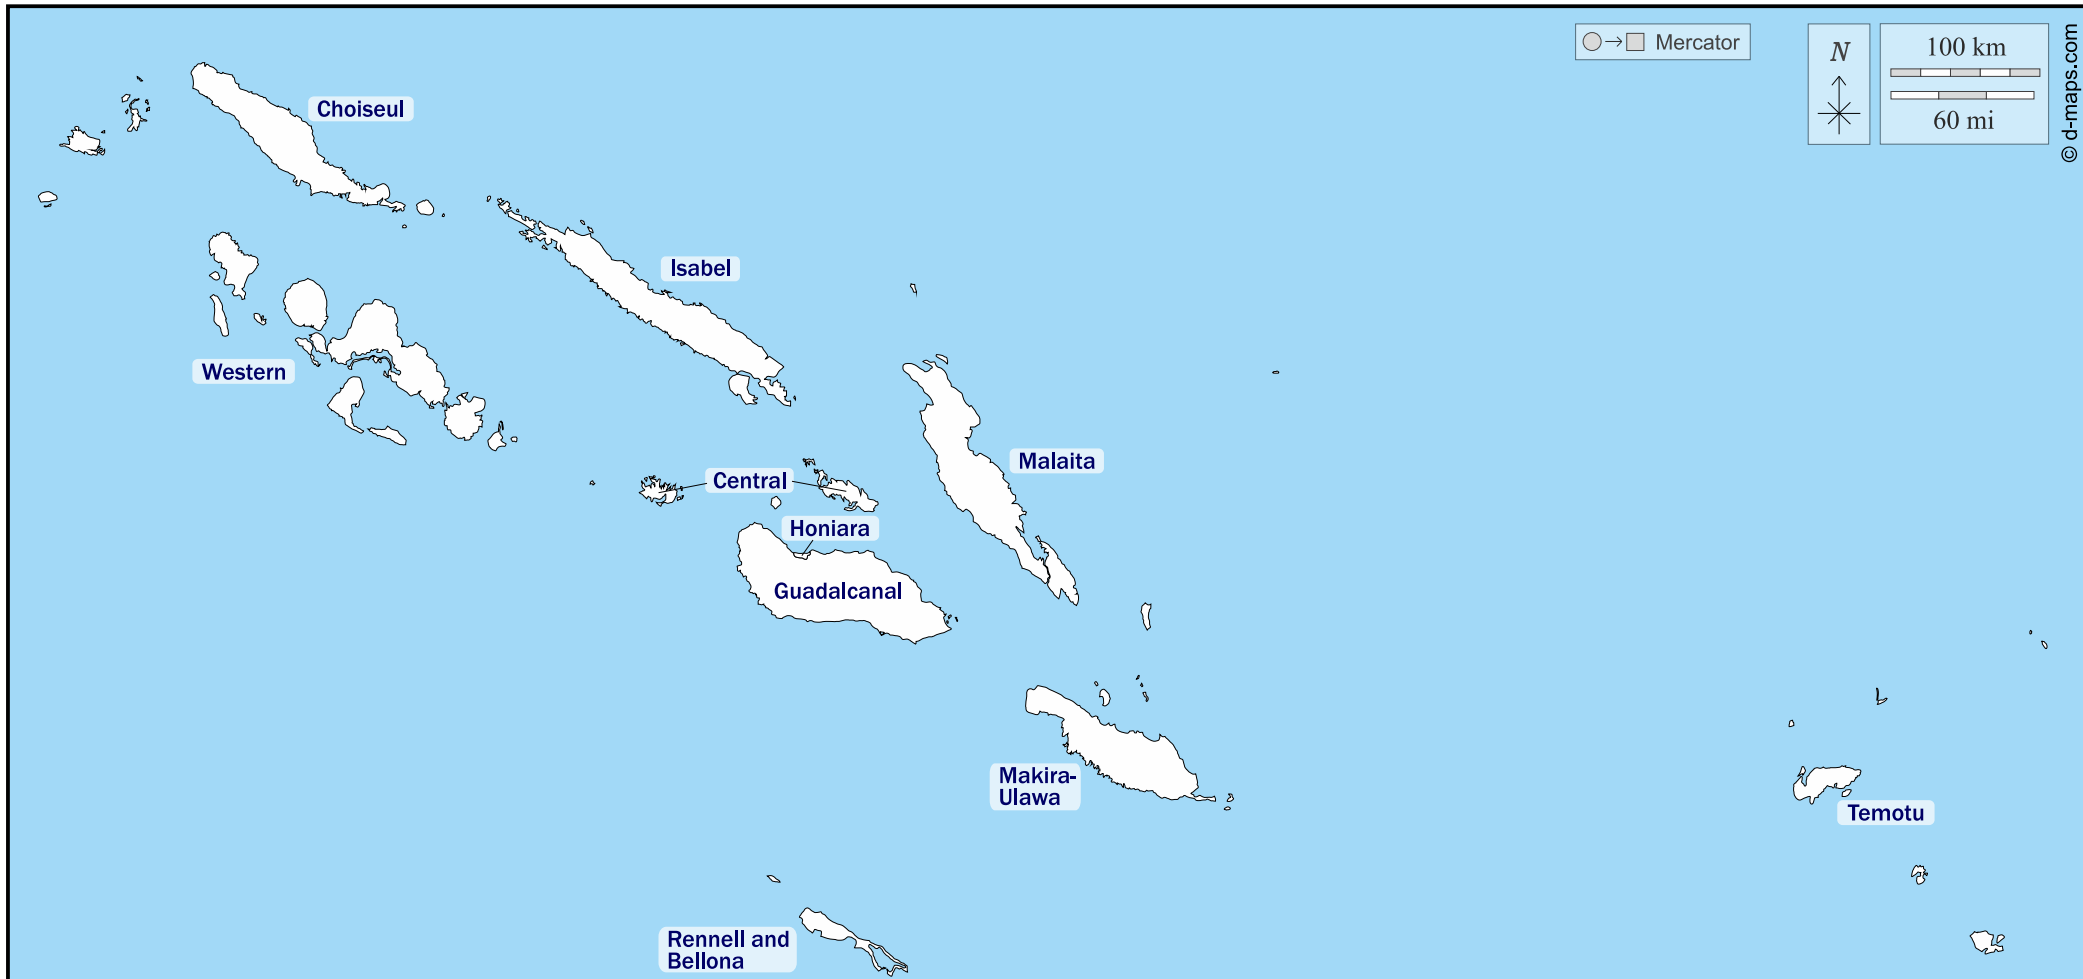 Mercator
N
100 km
60 mi
© d-maps.com
Choiseul
Isabel
Western
Malaita
Central
Honiara
Guadalcanal
Makira-
Ulawa
Temotu
Rennell and
Bellona